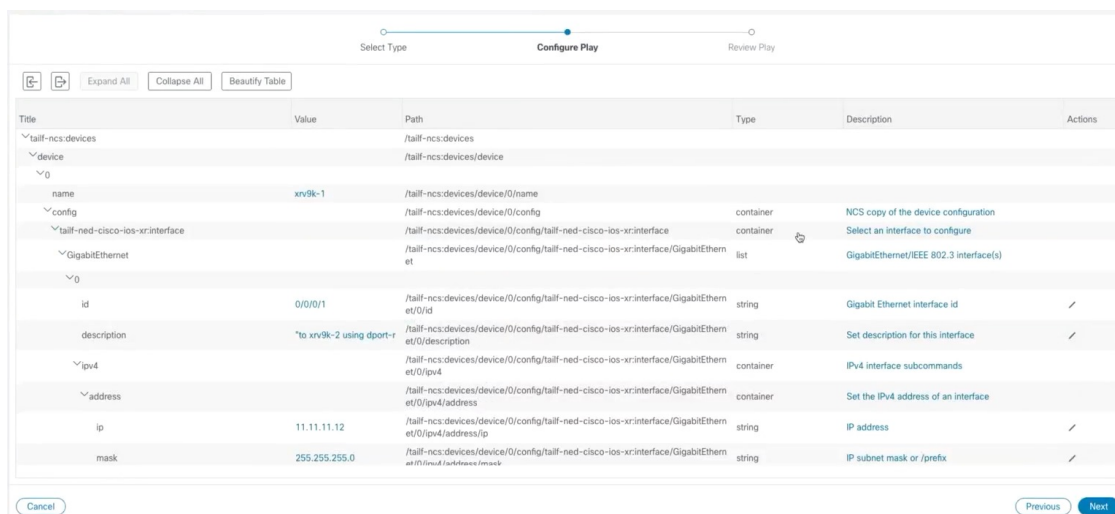 Select Type
Configure Play
Review Play
Expand All Collapse All Beautify Table
Title Value Path Type Description Actions
tailf-ncs:devices /tailf-ncs:devices
device /tailf-ncs:devices/device
0
name xrv9k-1 /tailf-ncs:devices/device/0/name
config /tailf-ncs:devices/device/0/config container NCS copy of the device configuration
tailf-ned-cisco-ios-xr:interface /tailf-ncs:devices/device/0/config/tailf-ned-cisco-ios-xr:interface container Select an interface to configure
GigabitEthernet /tailf-ncs:devices/device/0/config/tailf-ned-cisco-ios-xr:interface/GigabitEthern list GigabitEthernet/IEEE 802.3 interface(s)
et
0
id 0/0/0/1 /tailf-ncs:devices/device/0/config/tailf-ned-cisco-ios-xr:interface/GigabitEthern string Gigabit Ethernet interface id
et/0/id
description "to xrv9k-2 using dport-r /tailf-ncs:devices/device/0/config/tailf-ned-cisco-ios-xr:interface/GigabitEthern string Set description for this interface
et/0/description
ipv4 /tailf-ncs:devices/device/0/config/tailf-ned-cisco-ios-xr:interface/GigabitEthern container IPv4 interface subcommands
et/0/ipv4
address /tailf-ncs:devices/device/0/config/tailf-ned-cisco-ios-xr:interface/GigabitEthern container Set the IPv4 address of an interface
et/0/ipv4/address
ip 11.11.11.12 /tailf-ncs:devices/device/0/config/tailf-ned-cisco-ios-xr:interface/GigabitEthern string IP address
et/0/ipv4/address/ip
mask 255.255.255.0 /tailf-ncs:devices/device/0/config/tailf-ned-cisco-ios-xr:interface/GigabitEthern string IP subnet mask or /prefix
et/0/ipv4/address/mask
Cancel Previous Next